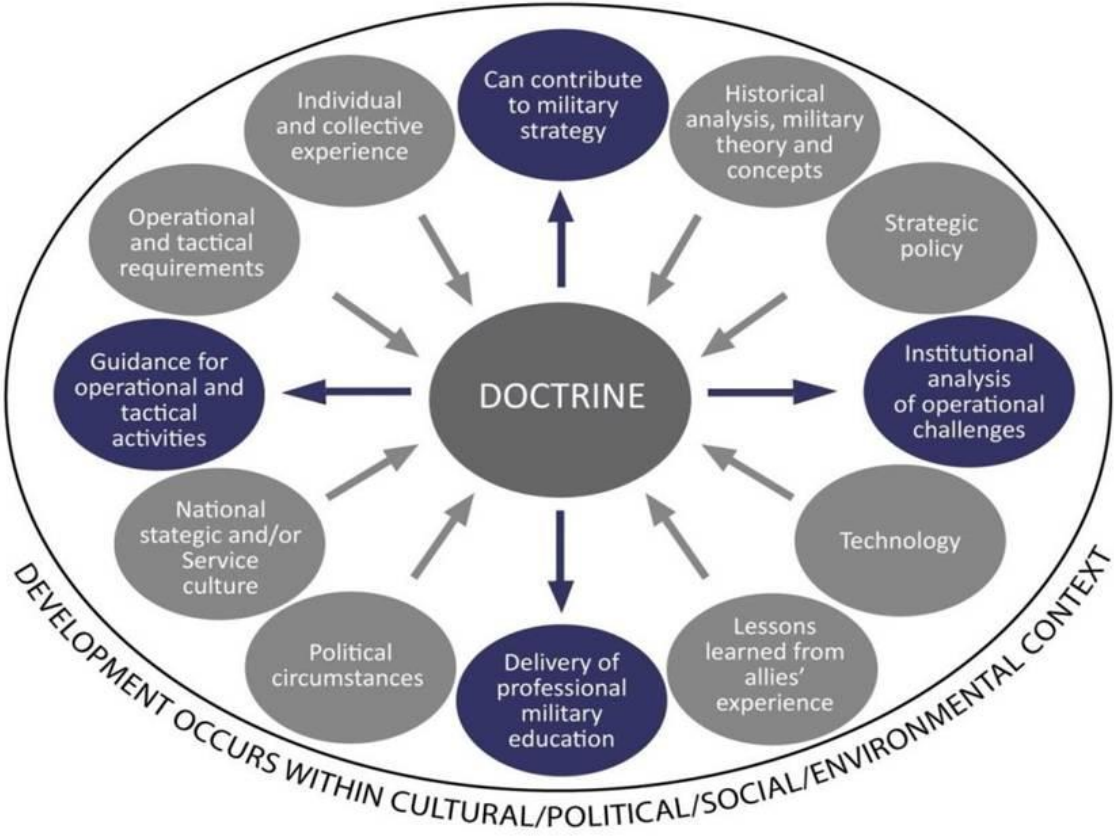 Can contribute
to military
strategy
Individual
and collective
experience
Historical
analysis, military
theory and
concepts
Operational
and tactical
requirements
Strategic
policy
Guidance for
operational and
tactical
activities
DOCTRINE
Institutional
analysis
of operational
challenges
National
stategic and/or
Service
culture
Technology
Political
circumstances
Delivery of
professional
military
education
Lessons
learned from
allies’
experience
DEVELOPMENT OCCURS WITHIN CULTURAL/POLITICAL/SOCIAL/ENVIRONMENTAL CONTEXT